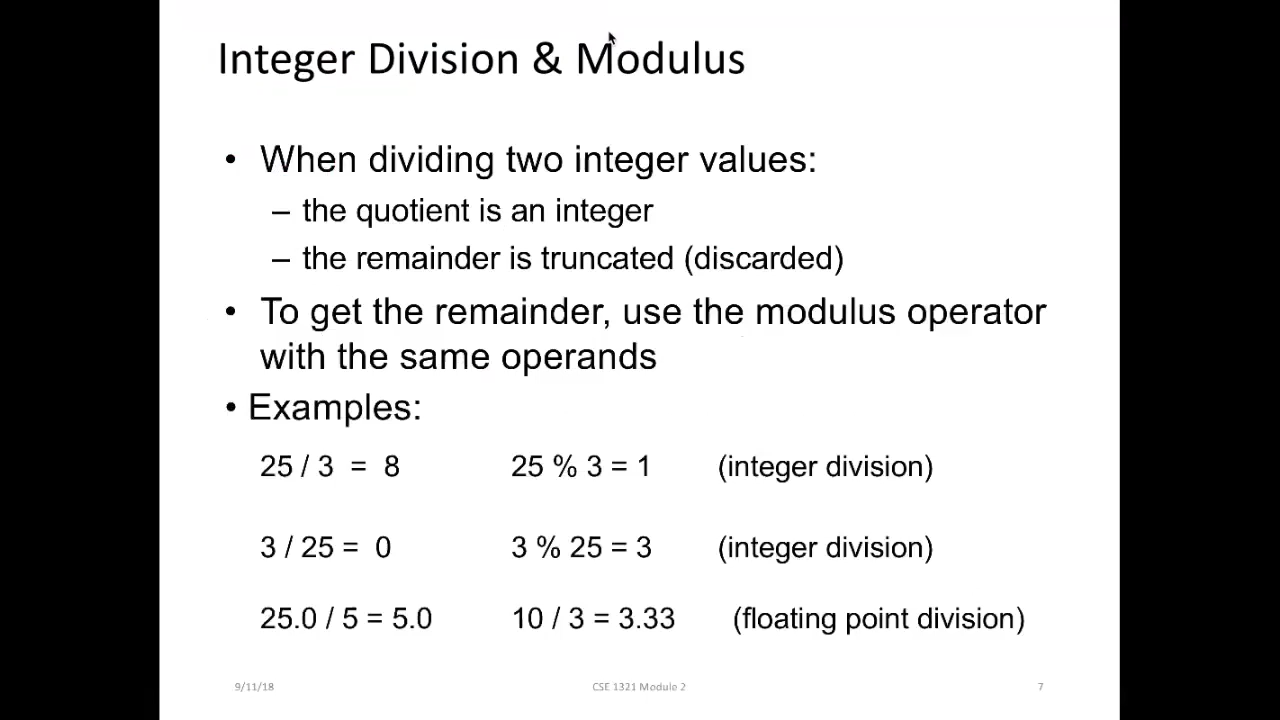 Integer Division & Modulus
• When dividing two integer values:
– the quotient is an integer
– the remainder is truncated (discarded)
• To get the remainder, use the modulus operator
with the same operands
• Examples:
25 / 3 = 8 25 % 3 = 1 (integer division)
3 / 25 = 0 3 % 25 = 3 (integer division)
25.0 / 5 = 5.0 10 / 3 = 3.33 (floating point division)
9/11/18 CSE 1321 Module 2 7